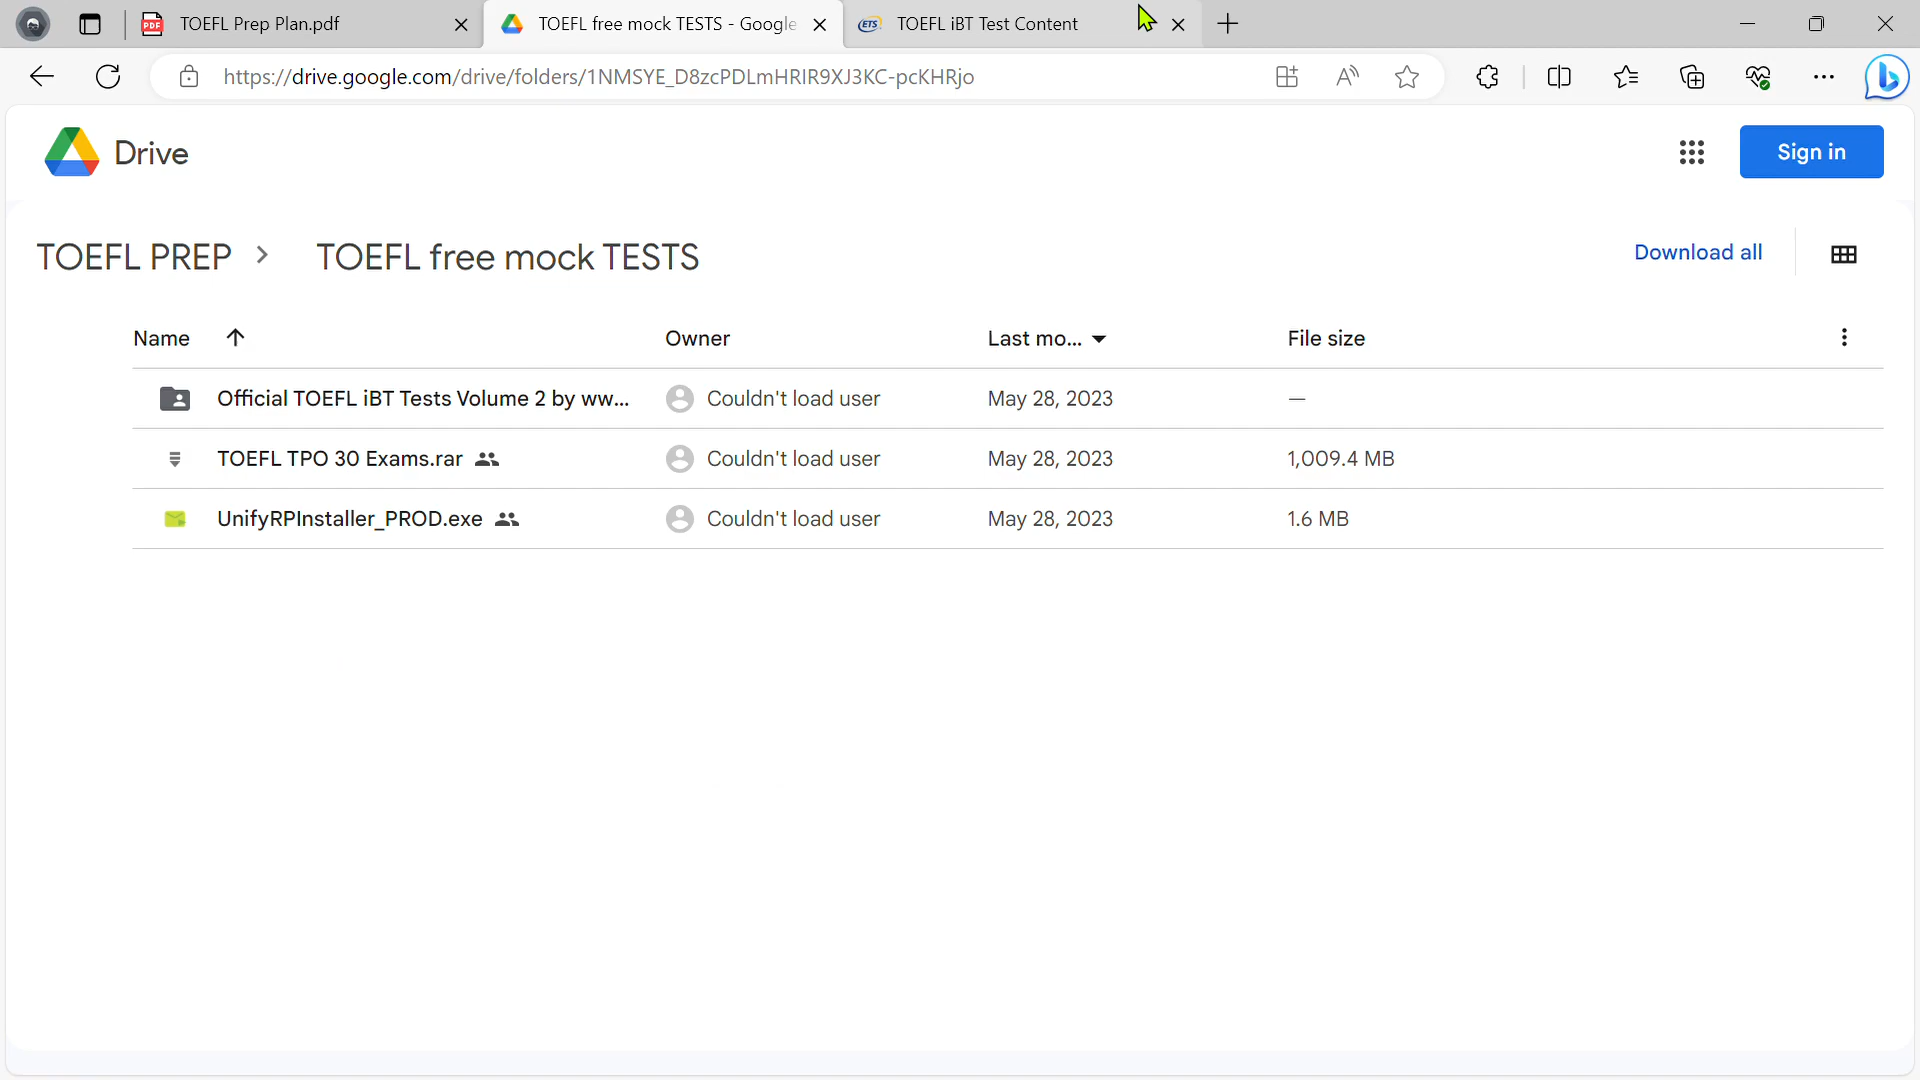 TOEFL Prep Plan.pdf
TOEFL free mock TESTS - Google
ETS
TOEFL iBT Test Content
https://drive.google.com/drive/folders/1NMSYE_D8zcPDLmHRIR9XJ3KC-pcKHRjo
Drive
Sign in
TOEFL PREP > TOEFL free mock TESTS
Download all
Name Owner Last mo... File size
Official TOEFL iBT Tests Volume 2 by ww... Couldn't load user May 28, 2023 —
TOEFL TPO 30 Exams.rar Couldn't load user May 28, 2023 1,009.4 MB
UnifyRPInstaller_PROD.exe Couldn't load user May 28, 2023 1.6 MB